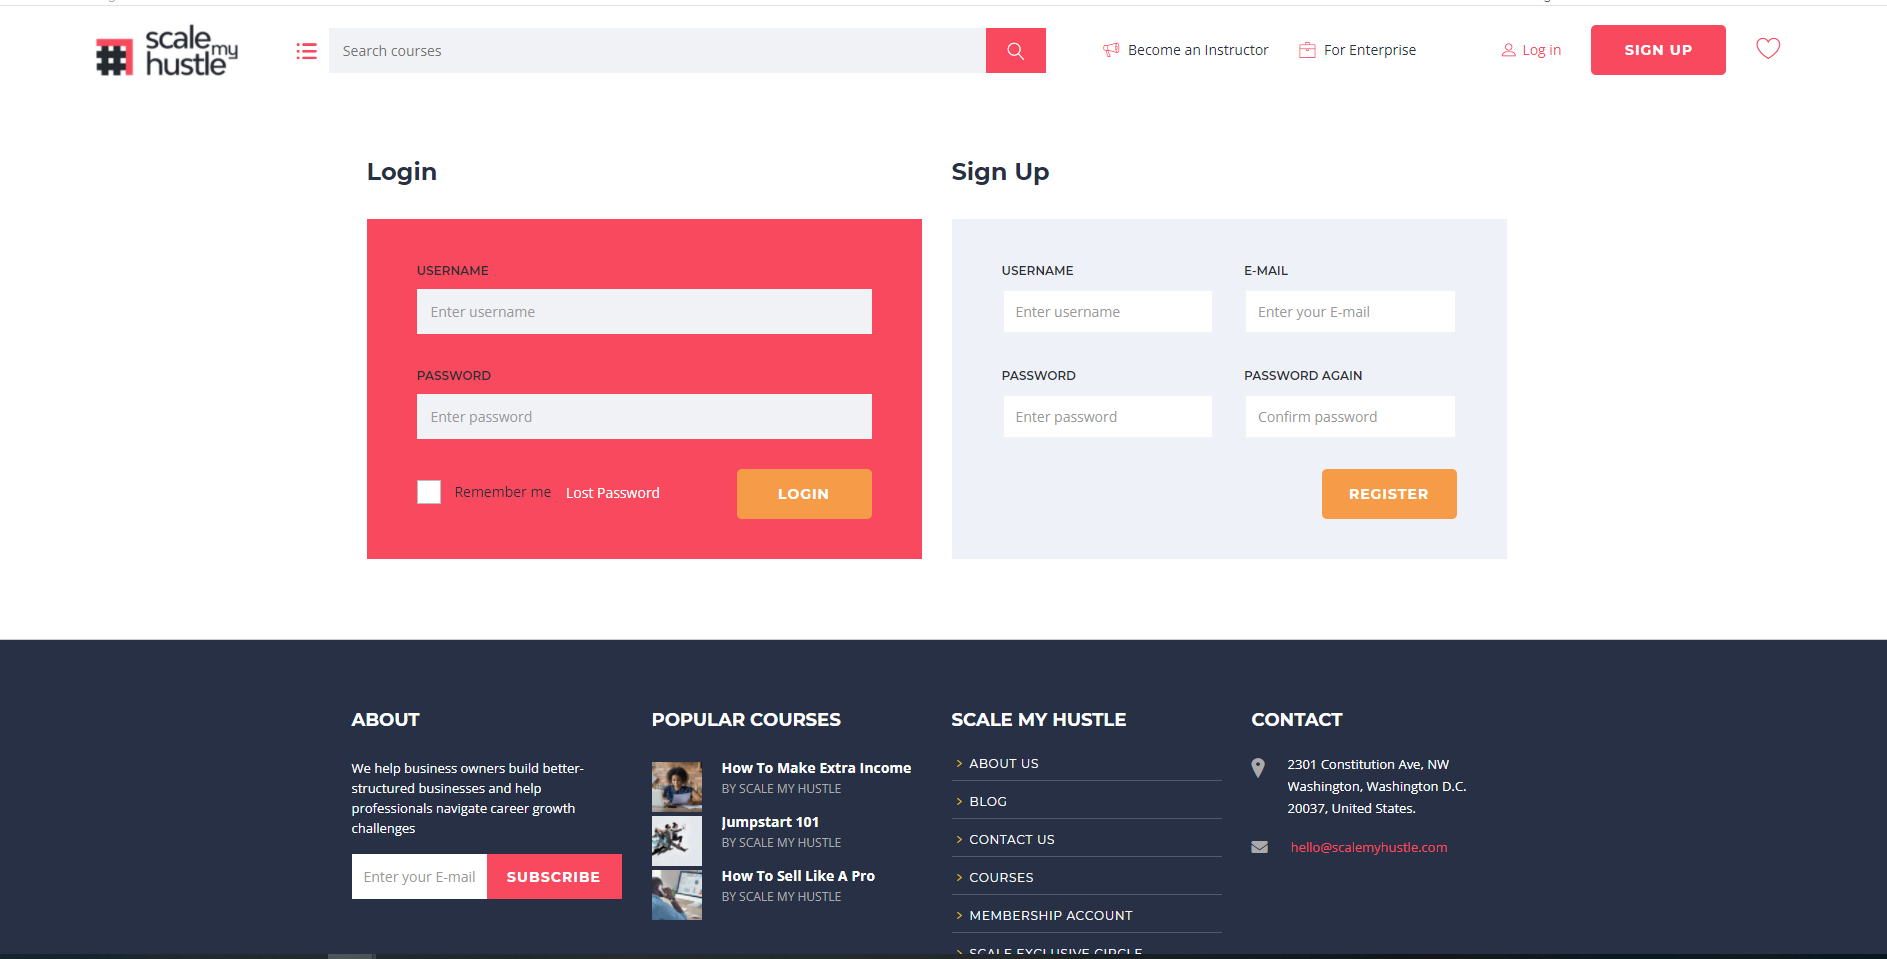 scale my
hustle
Search courses
Become an Instructor
For Enterprise
Log in
SIGN UP
Login
USERNAME
Enter username
PASSWORD
Enter password
Remember me
Lost Password
LOGIN
Sign Up
USERNAME
E-MAIL
Enter username
Enter your E-mail
PASSWORD
PASSWORD AGAIN
Enter password
Confirm password
REGISTER
ABOUT
We help business owners build better-
structured businesses and help
professionals navigate career growth
challenges
Enter your E-mail
SUBSCRIBE
POPULAR COURSES
How To Make Extra Income
BY SCALE MY HUSTLE
Jumpstart 101
BY SCALE MY HUSTLE
How To Sell Like A Pro
BY SCALE MY HUSTLE
SCALE MY HUSTLE
ABOUT US
BLOG
CONTACT US
COURSES
MEMBERSHIP ACCOUNT
SCALE EXCLUSIVE CIRCLE
CONTACT
2301 Constitution Ave, NW
Washington, Washington D.C.
20037, United States.
hello@scalemyhustle.com